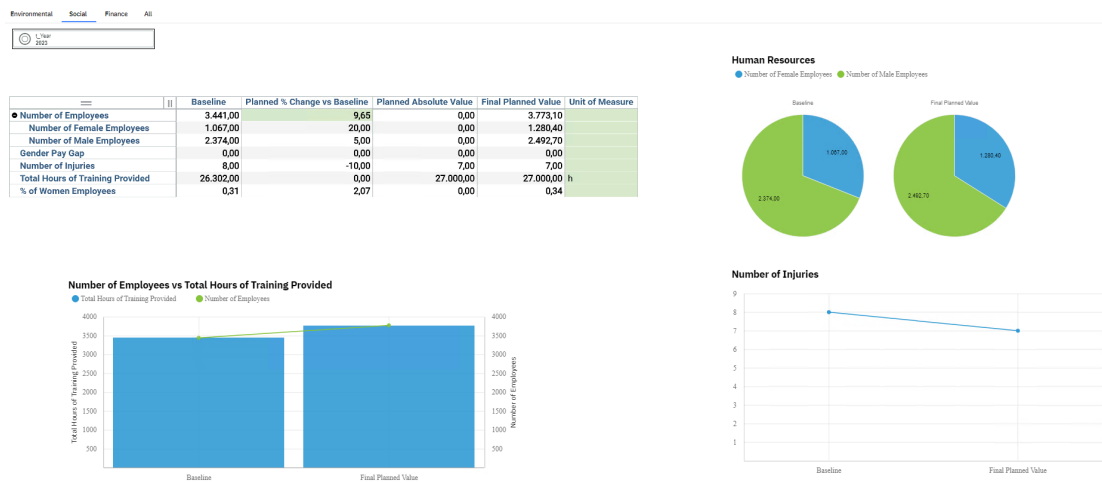 Environmental Social Finance All
t_Year
2023
Baseline Planned % Change vs Baseline Planned Absolute Value Final Planned Value Unit of Measure
Number of Employees 3.441,00 9,65 0,00 3.773,10
Number of Female Employees 1.067,00 20,00 0,00 1.280,40
Number of Male Employees 2.374,00 5,00 0,00 2.492,70
Gender Pay Gap 0,00 0,00 0,00 0,00
Number of Injuries 8,00 -10,00 7,00 7,00
Total Hours of Training Provided 26.302,00 0,00 27.000,00 27.000,00 h
% of Women Employees 0,31 2,07 0,00 0,34
Human Resources
Number of Female Employees Number of Male Employees
Baseline Final Planned Value
1.067,00
2.374,00
1.280,40
2.492,70
Number of Employees vs Total Hours of Training Provided
Total Hours of Training Provided Number of Employees
Total Hours of Training Provided
4000
3500
3000
2500
2000
1500
1000
500
4000
3500
3000
2500
2000
1500
1000
500
Number of Employees
Baseline Final Planned Value
Number of Injuries
9
8
7
6
5
4
3
2
1
Baseline Final Planned Value